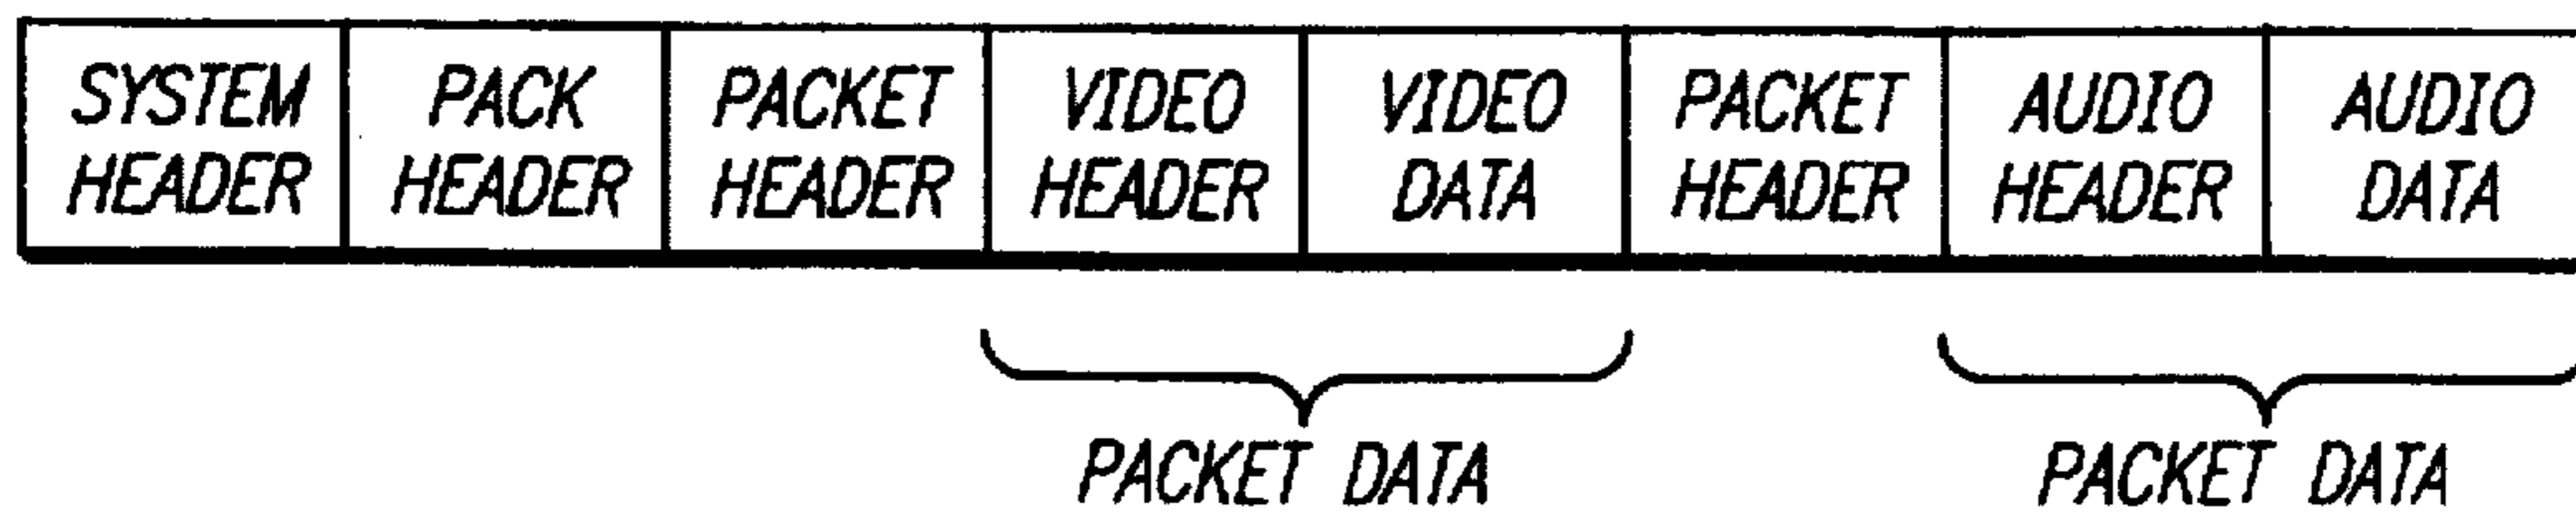 SYSTEM HEADER
PACK HEADER
PACKET HEADER
VIDEO HEADER
VIDEO DATA
PACKET HEADER
AUDIO HEADER
AUDIO DATA
PACKET DATA
PACKET DATA